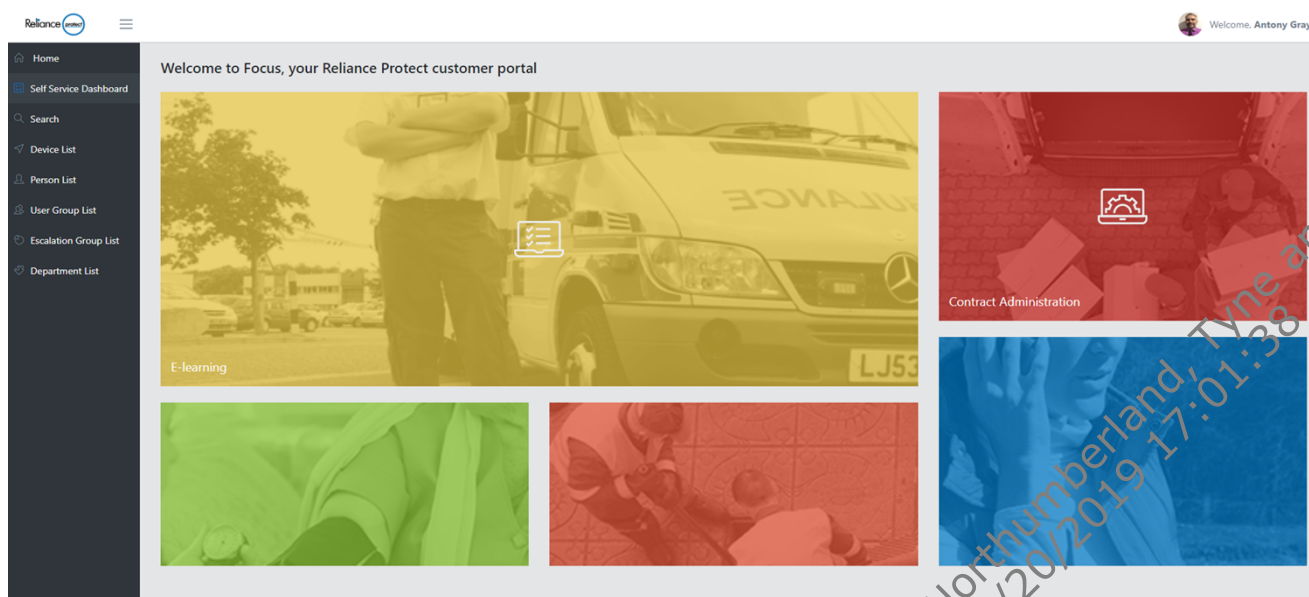 Reliance protect
Welcome, Antony Gray
Home
Self Service Dashboard
Search
Device List
Person List
User Group List
Escalation Group List
Department List
Welcome to Focus, your Reliance Protect customer portal
E-learning
Contract Administration
LJ53
Northumberland, Tyne an
/20/2019 17:01:38